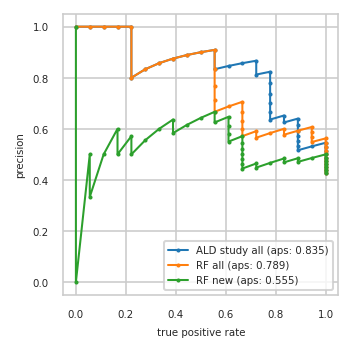 1.0
0.8
0.6
0.4
0.2
0.0
precision
0.0 0.2 0.4 0.6 0.8 1.0
true positive rate
ALD study all (aps: 0.835)
RF all (aps: 0.789)
RF new (aps: 0.555)